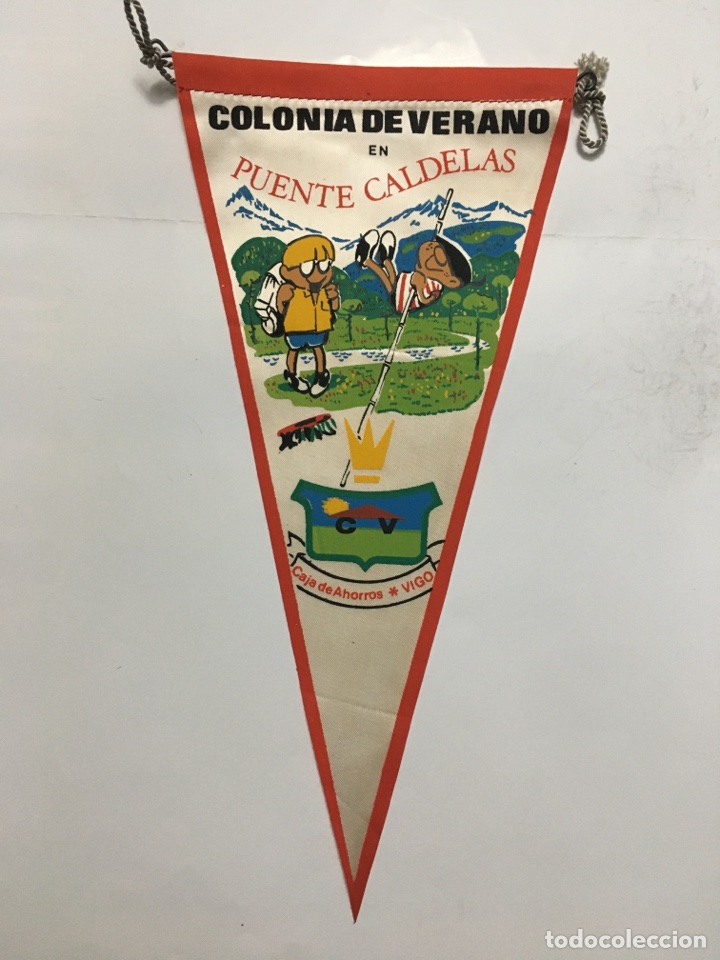 COLONIA DE VERANO
EN
PUENTE CALDELAS
C V
Caja de Ahorros * VIGO
todocoleccion